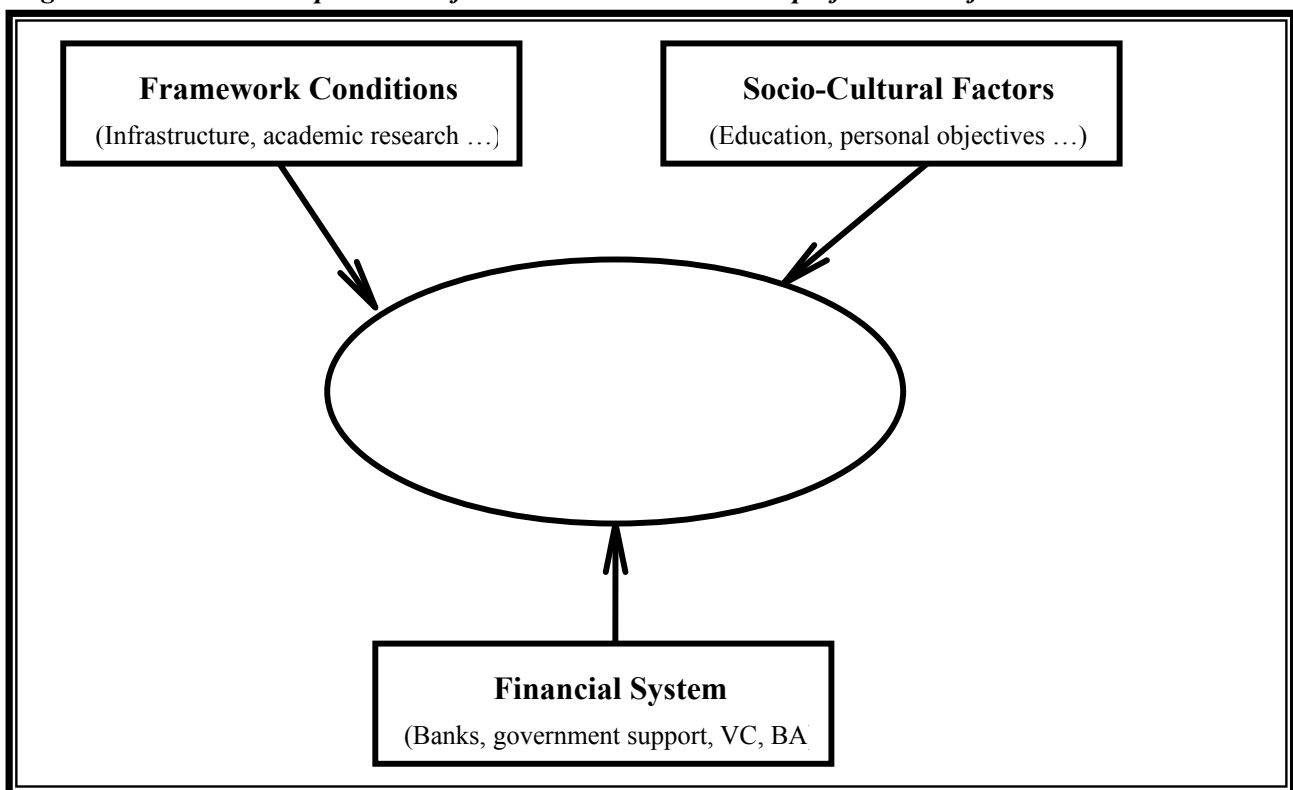 Framework Conditions
(Infrastructure, academic research …)
Socio-Cultural Factors
(Education, personal objectives …)
Financial System
(Banks, government support, VC, BA